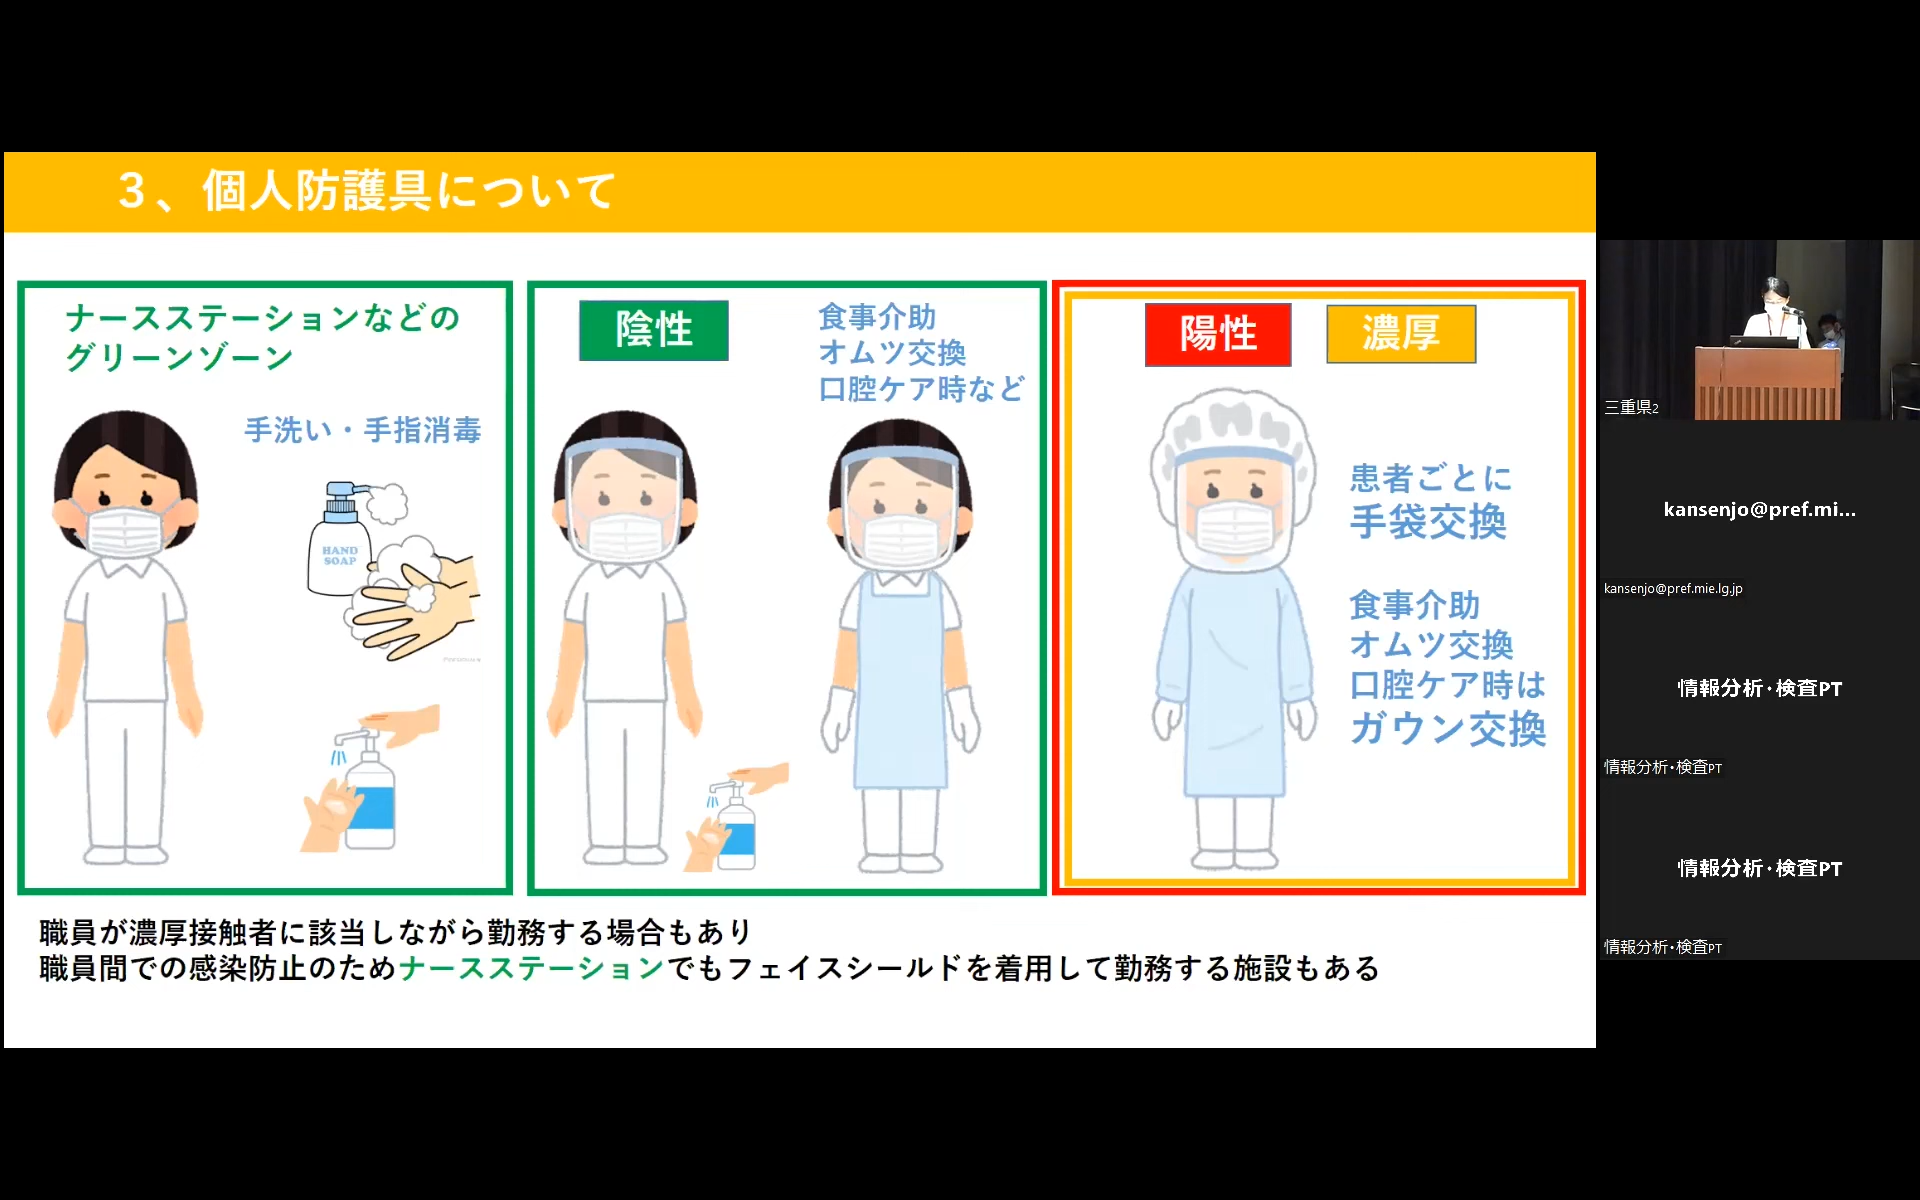 ３、個人防護具について
ナースステーションなどの
グリーンゾーン
手洗い・手指消毒
HAND
SOAP
陰性
食事介助
オムツ交換
口腔ケア時など
陽性
濃厚
患者ごとに
手袋交換
食事介助
オムツ交換
口腔ケア時は
ガウン交換
職員が濃厚接触者に該当しながら勤務する場合もあり
職員間での感染防止のためナースステーションでもフェイスシールドを着用して勤務する施設もある
三重県2
kansenjo@pref.mi...
kansenjo@pref.mie.lg.jp
情報分析・検査PT
情報分析・検査PT
情報分析・検査PT
情報分析・検査PT